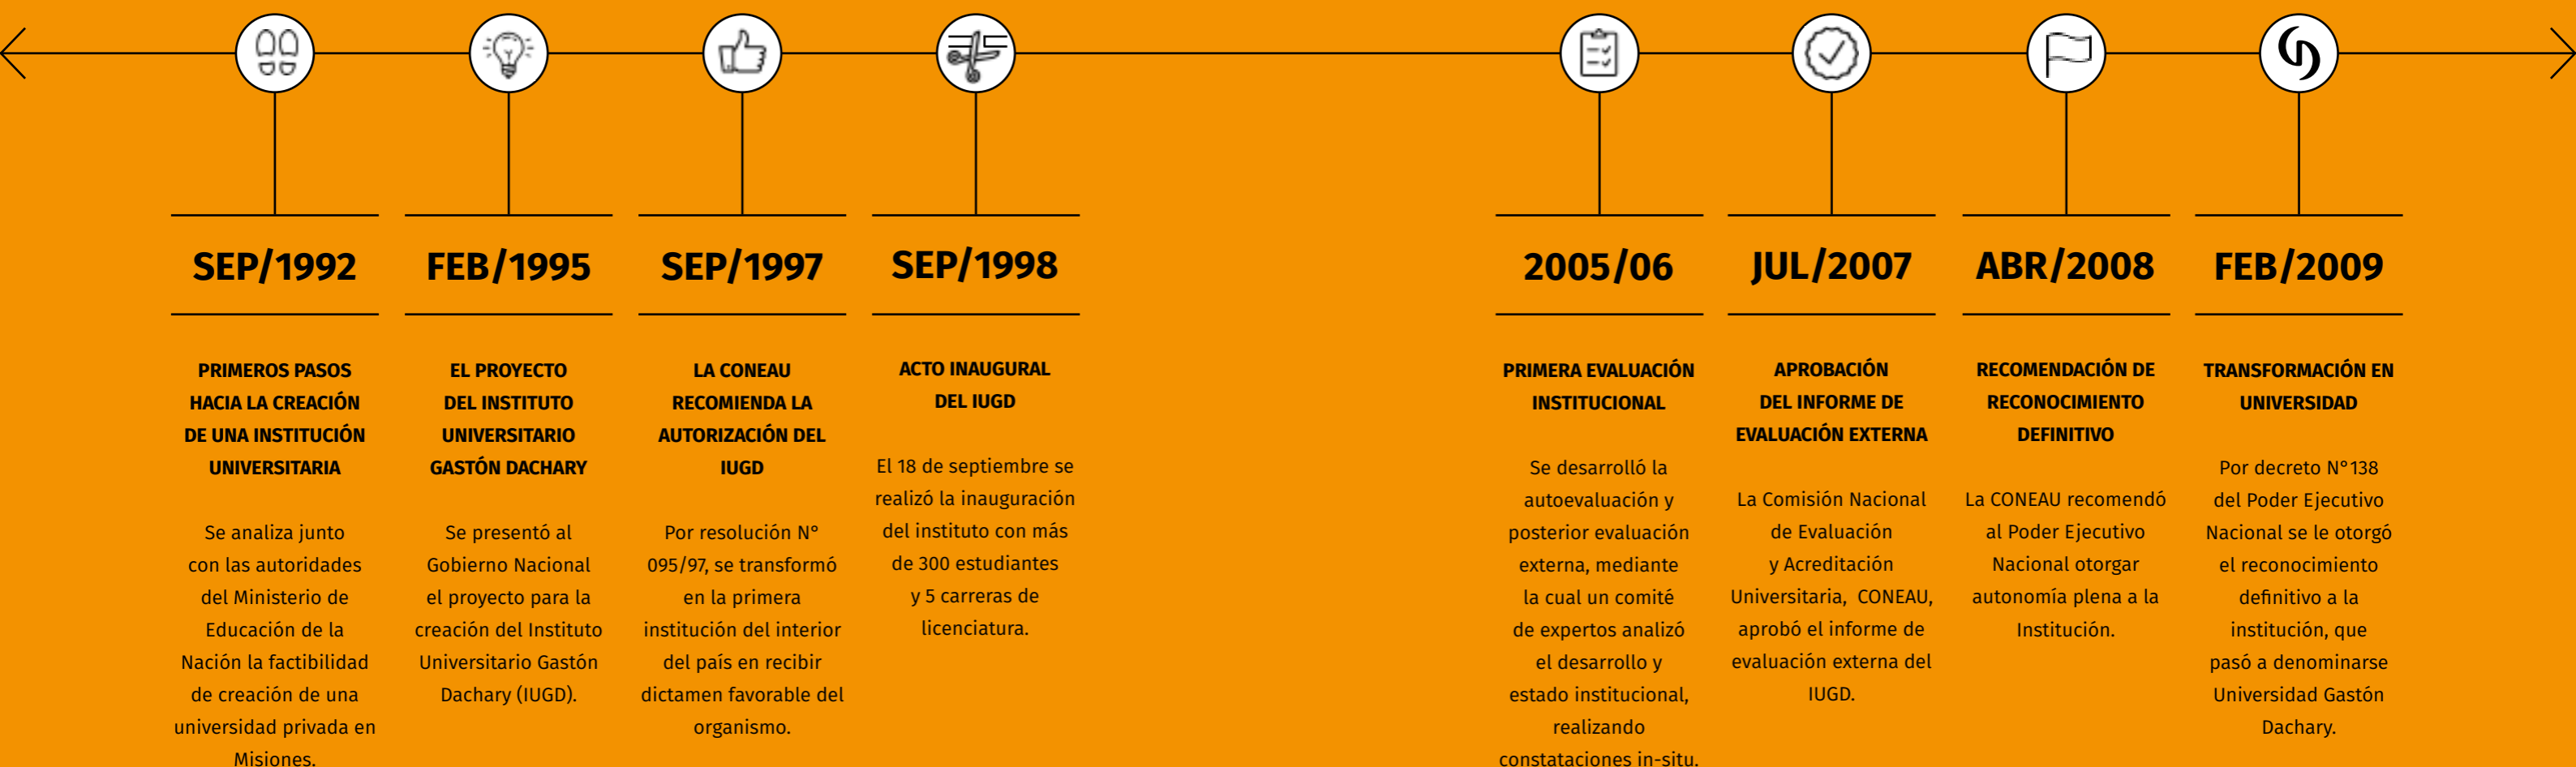 SEP/1992
PRIMEROS PASOS
HACIA LA CREACIÓN
DE UNA INSTITUCIÓN
UNIVERSITARIA
Se analiza junto
con las autoridades
del Ministerio de
Educación de la
Nación la factibilidad
de creación de una
universidad privada en
Misiones.
FEB/1995
EL PROYECTO
DEL INSTITUTO
UNIVERSITARIO
GASTÓN DACHARY
Se presentó al
Gobierno Nacional
el proyecto para la
creación del Instituto
Universitario Gastón
Dachary (IUGD).
SEP/1997
LA CONEAU
RECOMIENDA LA
AUTORIZACIÓN DEL
IUGD
Por resolución N°
095/97, se transformó
en la primera
institución del interior
del país en recibir
dictamen favorable del
organismo.
SEP/1998
ACTO INAUGURAL
DEL IUGD
El 18 de septiembre se
realizó la inauguración
del instituto con más
de 300 estudiantes
y 5 carreras de
licenciatura.
2005/06
PRIMERA EVALUACIÓN
INSTITUCIONAL
Se desarrolló la
autoevaluación y
posterior evaluación
externa, mediante
la cual un comité
de expertos analizó
el desarrollo y
estado institucional,
realizando
constataciones in-situ.
JUL/2007
APROBACIÓN
DEL INFORME DE
EVALUACIÓN EXTERNA
La Comisión Nacional
de Evaluación
y Acreditación
Universitaria, CONEAU,
aprobó el informe de
evaluación externa del
IUGD.
ABR/2008
RECOMENDACIÓN DE
RECONOCIMIENTO
DEFINITIVO
La CONEAU recomendó
al Poder Ejecutivo
Nacional otorgar
autonomía plena a la
Institución.
FEB/2009
TRANSFORMACIÓN EN
UNIVERSIDAD
Por decreto N°138
del Poder Ejecutivo
Nacional se le otorgó
el reconocimiento
definitivo a la
institución, que
pasó a denominarse
Universidad Gastón
Dachary.